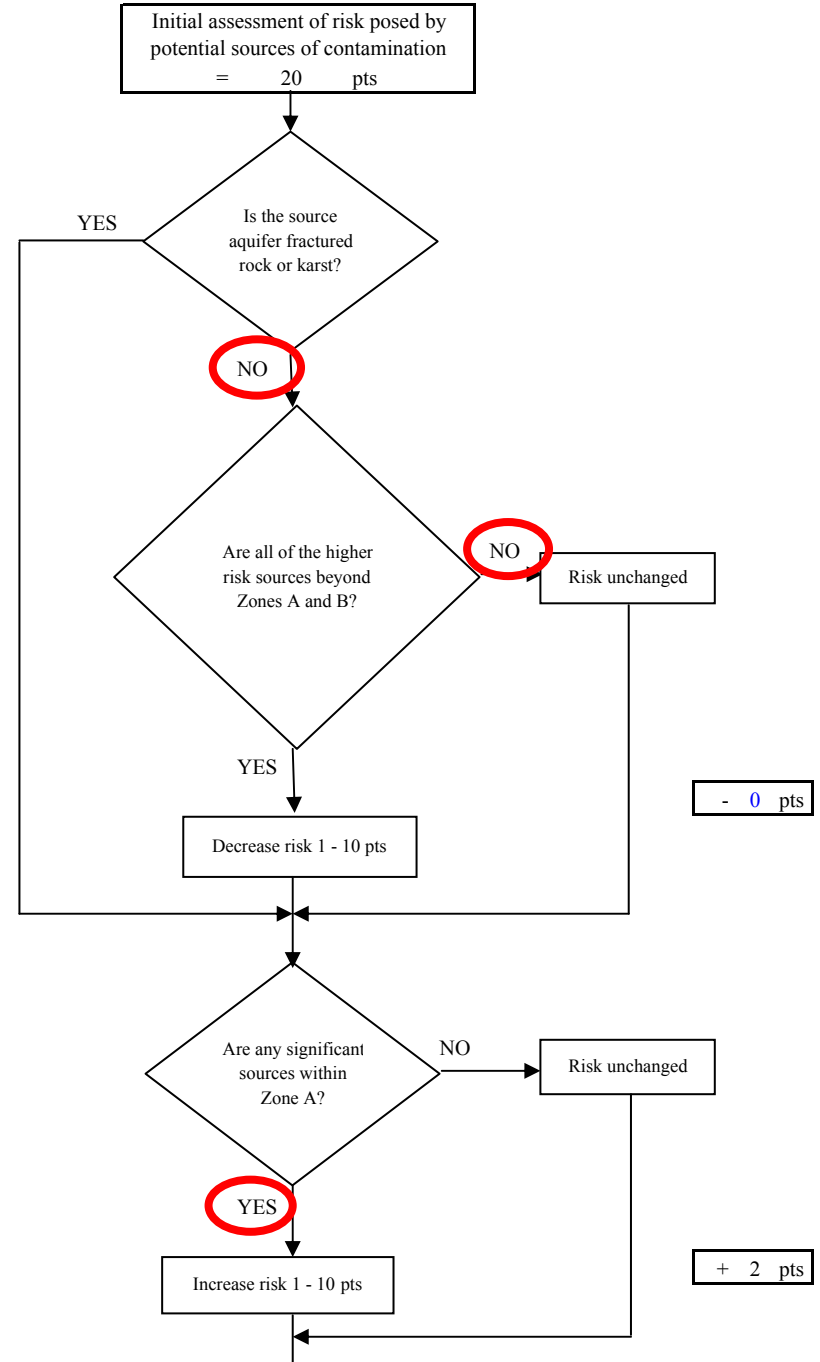 Initial assessment of risk posed by
potential sources of contamination
= 20 pts
YES
Is the source
aquifer fractured
rock or karst?
NO
Are all of the higher
risk sources beyond
Zones A and B?
NO
Risk unchanged
YES
- 0 pts
Decrease risk 1 - 10 pts
Are any significant
sources within
Zone A?
NO
Risk unchanged
YES
+ 2 pts
Increase risk 1 - 10 pts